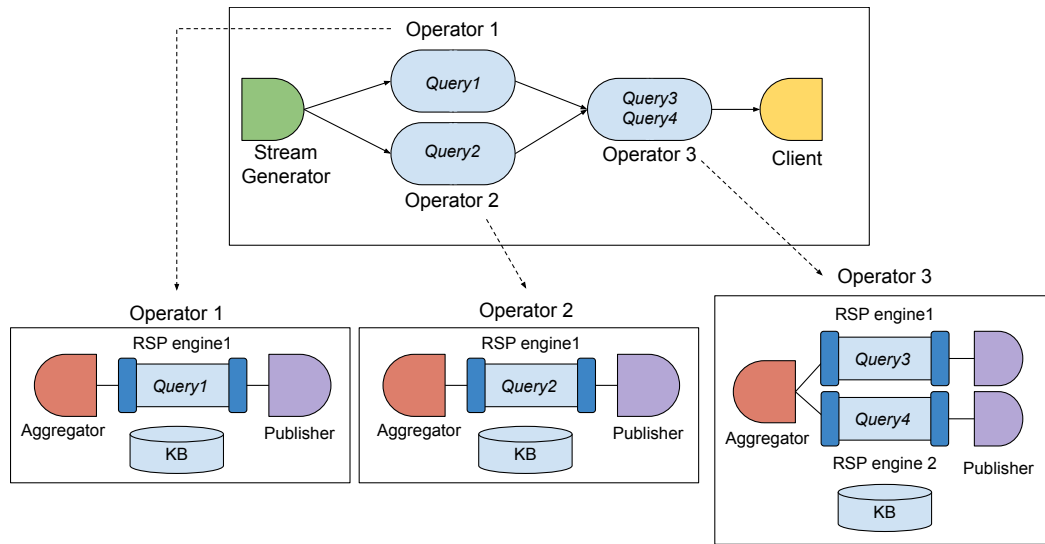 Operator 1
Query1
Query2
Query3
Query4
Stream
Generator
Operator 2
Operator 3
Client
Operator 1
RSP engine1
Query1
Aggregator
Publisher
KB
Operator 2
RSP engine1
Query2
Aggregator
Publisher
KB
Operator 3
RSP engine1
Query3
Query4
Aggregator
Publisher
RSP engine 2
KB